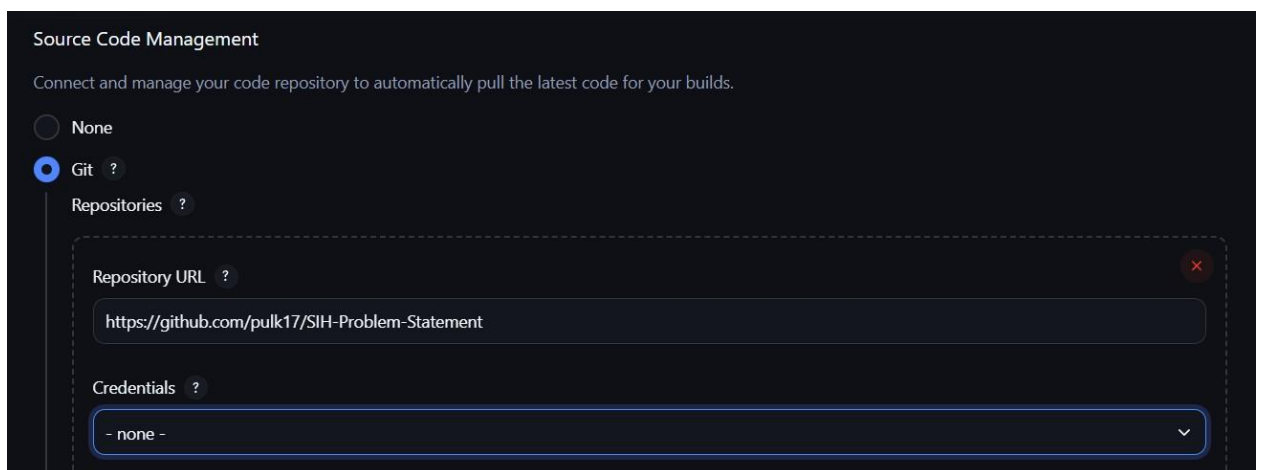 Source Code Management
Connect and manage your code repository to automatically pull the latest code for your builds.
None
Git ?
Repositories ?
Repository URL ?
https://github.com/pulk17/SIH-Problem-Statement
Credentials ?
- none -